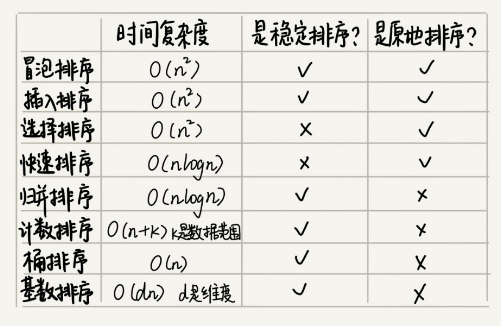 时间复杂度 是稳定排序? 是原地排序?
冒泡排序 O(n²) ✓ ✓
插入排序 O(n²) ✓ ✓
选择排序 O(n²) × ✓
快速排序 O(nlogn) × ✓
归并排序 O(nlogn) ✓ ×
计数排序 O(n+k) k是数据范围 ✓ ×
桶排序 O(n) ✓ ×
基数排序 O(dn) d是维度 ✓ ×